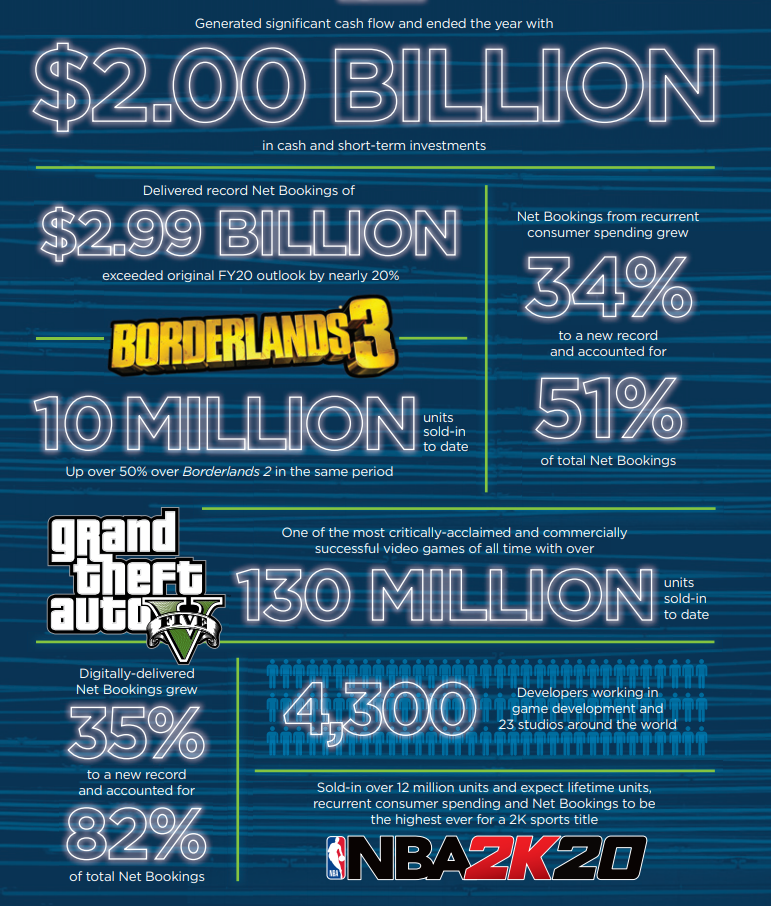 Generated significant cash flow and ended the year with
$2.00 BILLION
in cash and short-term investments
Delivered record Net Bookings of
$2.99 BILLION
exceeded original FY20 outlook by nearly 20%
Net Bookings from recurrent
consumer spending grew
34%
to a new record
and accounted for
51%
of total Net Bookings
BORDERLANDS 3
10 MILLION
units
sold-in
to date
Up over 50% over Borderlands 2 in the same period
grand
theft
auto V
FIVE
One of the most critically-acclaimed and commercially
successful video games of all time with over
130 MILLION
units
sold-in
to date
Digitally-delivered
Net Bookings grew
35%
to a new record
and accounted for
82%
of total Net Bookings
4,300
Developers working in
game development and
23 studios around the world
Sold-in over 12 million units and expect lifetime units,
recurrent consumer spending and Net Bookings to be
the highest ever for a 2K sports title
NBA
NBA2K20